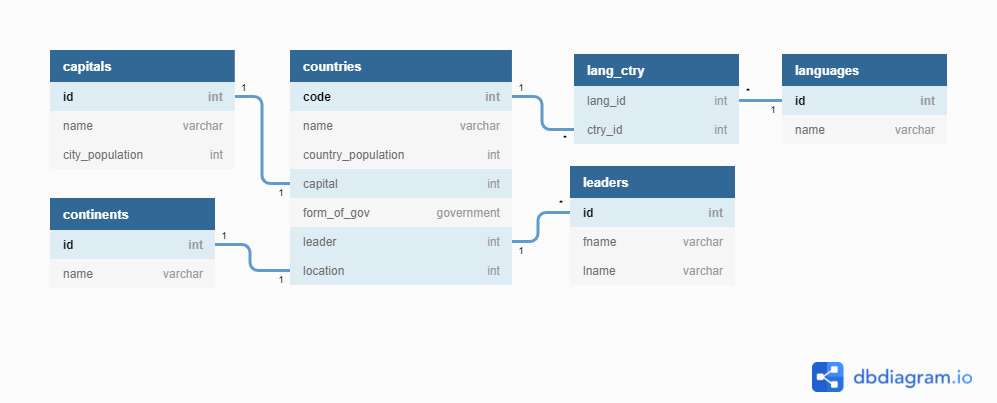 capitals
id int
name varchar
city_population int
continents
id int
name varchar
countries
code int
name varchar
country_population int
capital int
form_of_gov government
leader int
location int
lang_ctry
lang_id int
ctry_id int
leaders
id int
fname varchar
lname varchar
languages
id int
name varchar
1
1
1
1
1
*
*
1
*
1
dbdiagram.io